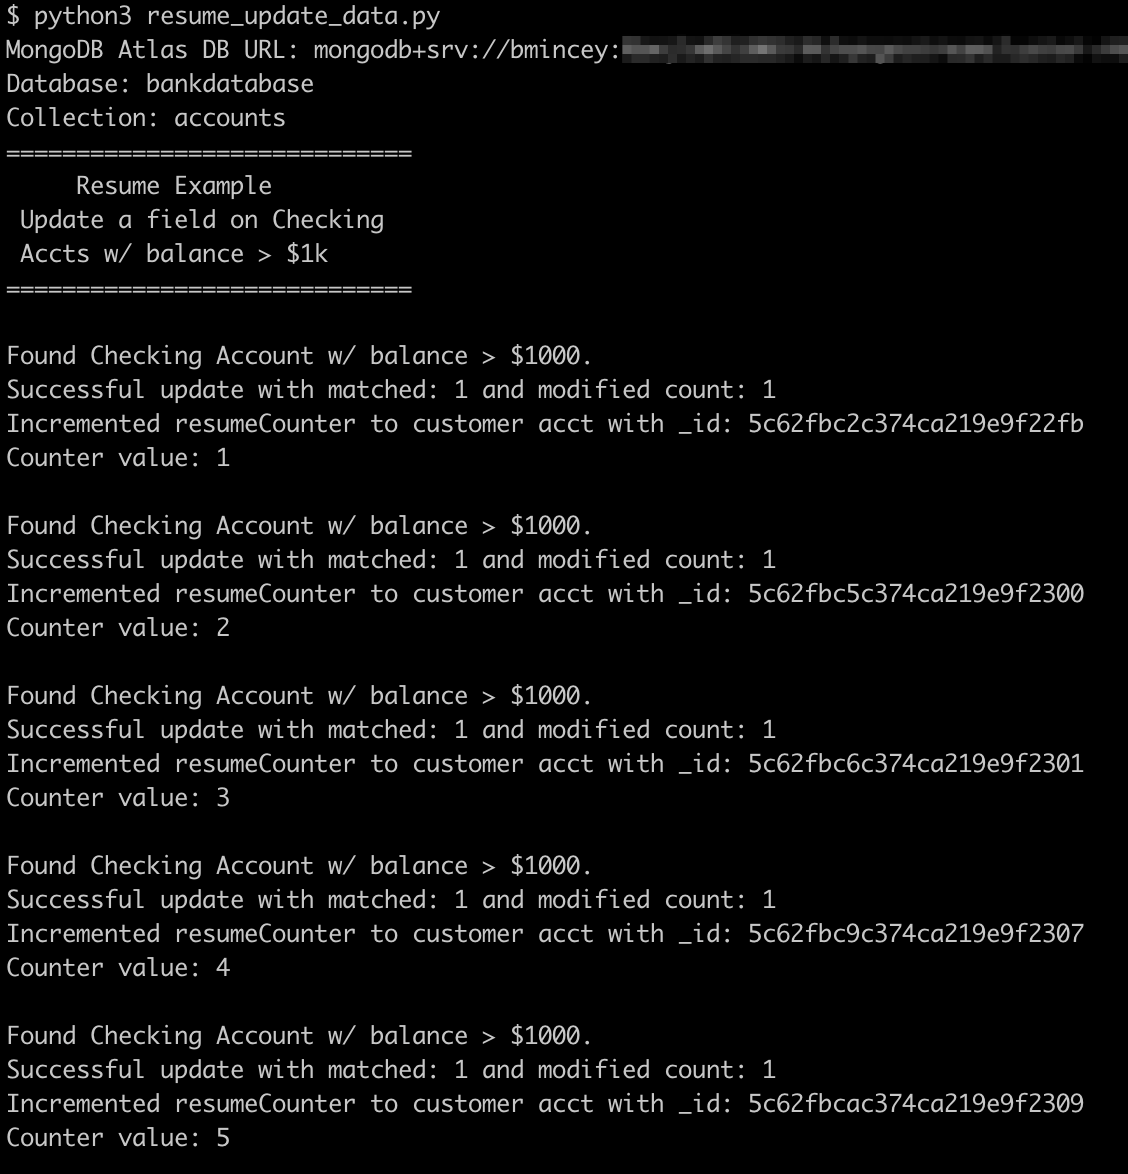 $ python3 resume_update_data.py
MongoDB Atlas DB URL: mongodb+srv://bmincey:
Database: bankdatabase
Collection: accounts
=============================
Resume Example
Update a field on Checking
Accts w/ balance > $1k
=============================
Found Checking Account w/ balance > $1000.
Successful update with matched: 1 and modified count: 1
Incremented resumeCounter to customer acct with _id: 5c62fbc2c374ca219e9f22fb
Counter value: 1
Found Checking Account w/ balance > $1000.
Successful update with matched: 1 and modified count: 1
Incremented resumeCounter to customer acct with _id: 5c62fbc5c374ca219e9f2300
Counter value: 2
Found Checking Account w/ balance > $1000.
Successful update with matched: 1 and modified count: 1
Incremented resumeCounter to customer acct with _id: 5c62fbc6c374ca219e9f2301
Counter value: 3
Found Checking Account w/ balance > $1000.
Successful update with matched: 1 and modified count: 1
Incremented resumeCounter to customer acct with _id: 5c62fbc9c374ca219e9f2307
Counter value: 4
Found Checking Account w/ balance > $1000.
Successful update with matched: 1 and modified count: 1
Incremented resumeCounter to customer acct with _id: 5c62fbcac374ca219e9f2309
Counter value: 5